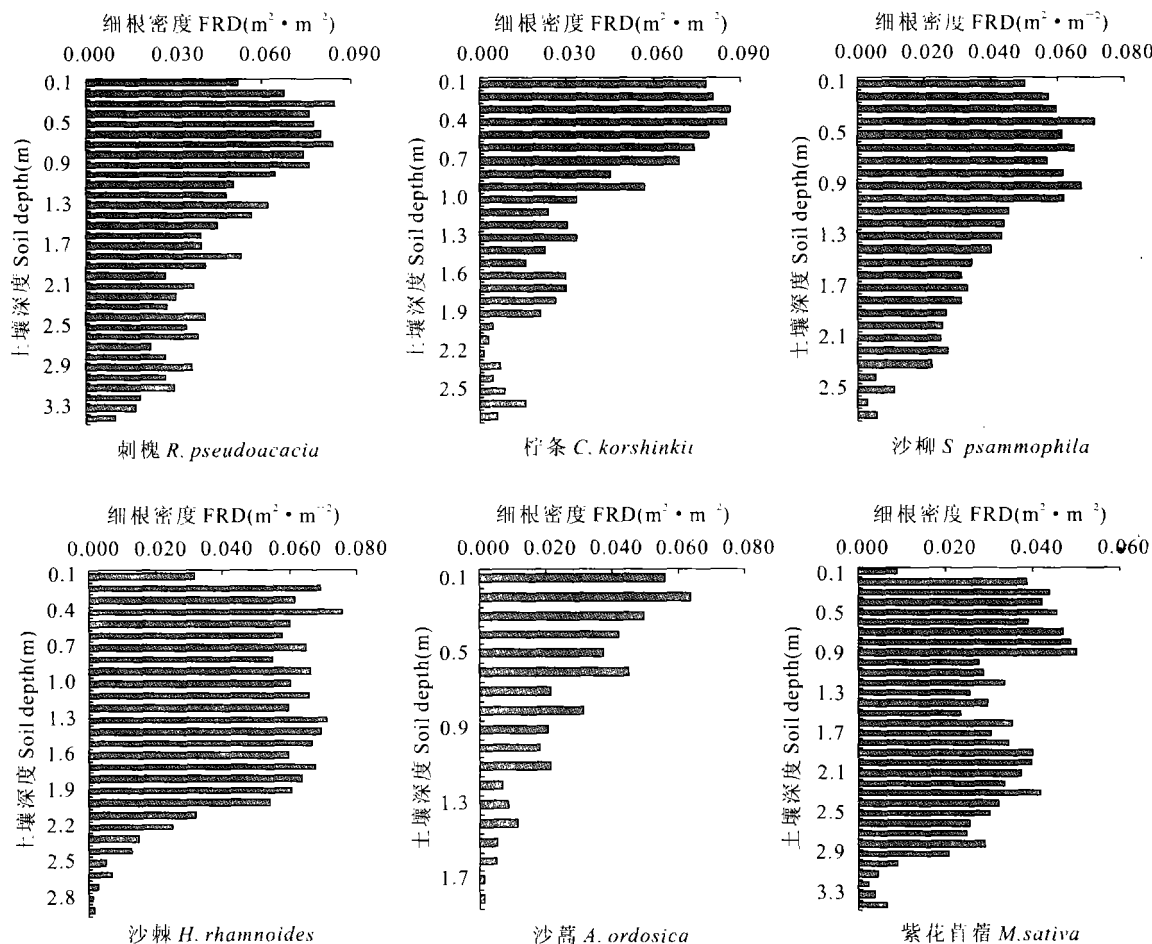 细根密度 FRD(m²·m⁻²)
0.000 0.030 0.060 0.090
土壤深度 Soil depth(m)
0.1
0.5
0.9
1.3
1.7
2.1
2.5
2.9
3.3
刺槐 R. pseudoacacia
细根密度 FRD(m²·m⁻²)
0.000 0.030 0.060 0.090
土壤深度 Soil depth(m)
0.1
0.4
0.7
1.0
1.3
1.6
1.9
2.2
2.5
柠条 C. korshinkii
细根密度 FRD(m²·m⁻²)
0.000 0.020 0.040 0.060 0.080
土壤深度 Soil depth(m)
0.1
0.5
0.9
1.3
1.7
2.1
2.5
沙柳 S psammophila
细根密度 FRD(m²·m⁻²)
0.000 0.020 0.040 0.060 0.080
土壤深度 Soil depth(m)
0.1
0.4
0.7
1.0
1.3
1.6
1.9
2.2
2.5
2.8
沙棘 H. rhamnoides
细根密度 FRD(m²·m⁻²)
0.000 0.020 0.040 0.060 0.080
土壤深度 Soil depth(m)
0.1
0.5
0.9
1.3
1.7
沙蒿 A. ordosica
细根密度 FRD(m²·m⁻²)
0.000 0.020 0.040 0.060
土壤深度 Soil depth(m)
0.1
0.5
0.9
1.3
1.7
2.1
2.5
2.9
3.3
紫花苜蓿 M.sativa